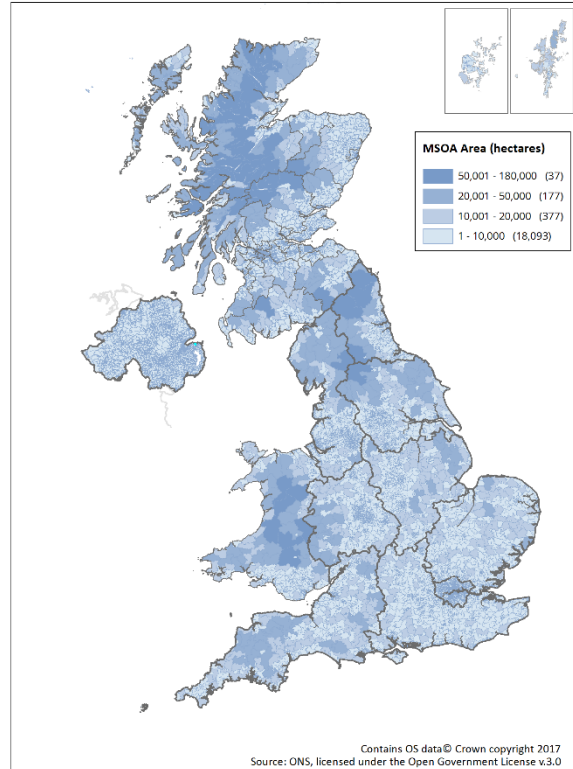 MSOA Area (hectares)
50,001 - 180,000 (37)
20,001 - 50,000 (177)
10,001 - 20,000 (377)
1 - 10,000 (18,093)
Contains OS data© Crown copyright 2017
Source: ONS, licensed under the Open Government License v.3.0